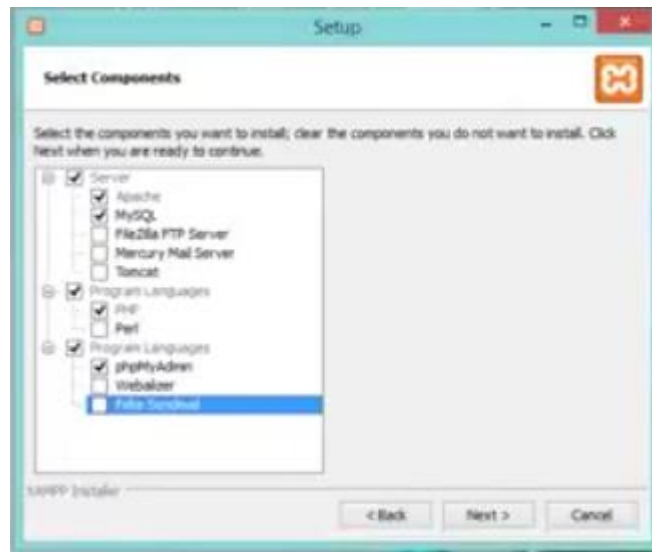 Setup
Select Components
Select the components you want to install; clear the components you do not want to install. Click
Next when you are ready to continue.
Server
Apache
MySQL
FileZilla FTP Server
Mercury Mail Server
Tomcat
Program Languages
PHP
Perl
Program Languages
phpMyAdmin
Webalizer
Fake Sendmail
XAMPP Installer
< Back
Next >
Cancel